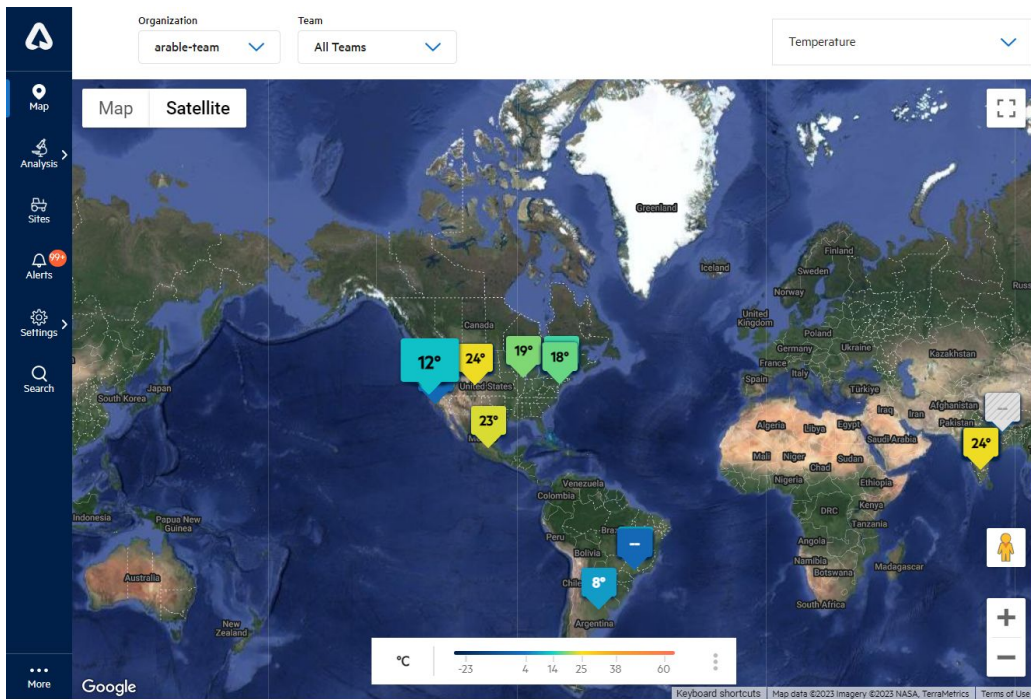 Organization
Team
arable-team
All Teams
Temperature
Map
Analysis
Sites
99+
Alerts
Settings
Search
More
Map
Satellite
Greenland
Iceland
Finland
Sweden
Norway
Russ
United Kingdom
Poland
Germany
Ukraine
France
Italy
Spain
Kazakhstan
Türkiye
Iraq
Iran
Afghanistan
Pakistan
Algeria
Libya
Egypt
Saudi Arabia
Mali
Niger
Chad
Sudan
Nigeria
Ethiopia
DRC
Kenya
Tanzania
Angola
Namibia
Botswana
Madagascar
South Africa
Canada
United States
Venezuela
Colombia
Peru
Bolivia
Argentina
Japan
South Korea
Indonesia
Papua New Guinea
Australia
New Zealand
12°
24°
19°
18°
23°
--
8°
24°
--
°C
-23
4
14
25
38
60
Google
Keyboard shortcuts
Map data ©2023 Imagery ©2023 NASA, TerraMetrics
Terms of Use